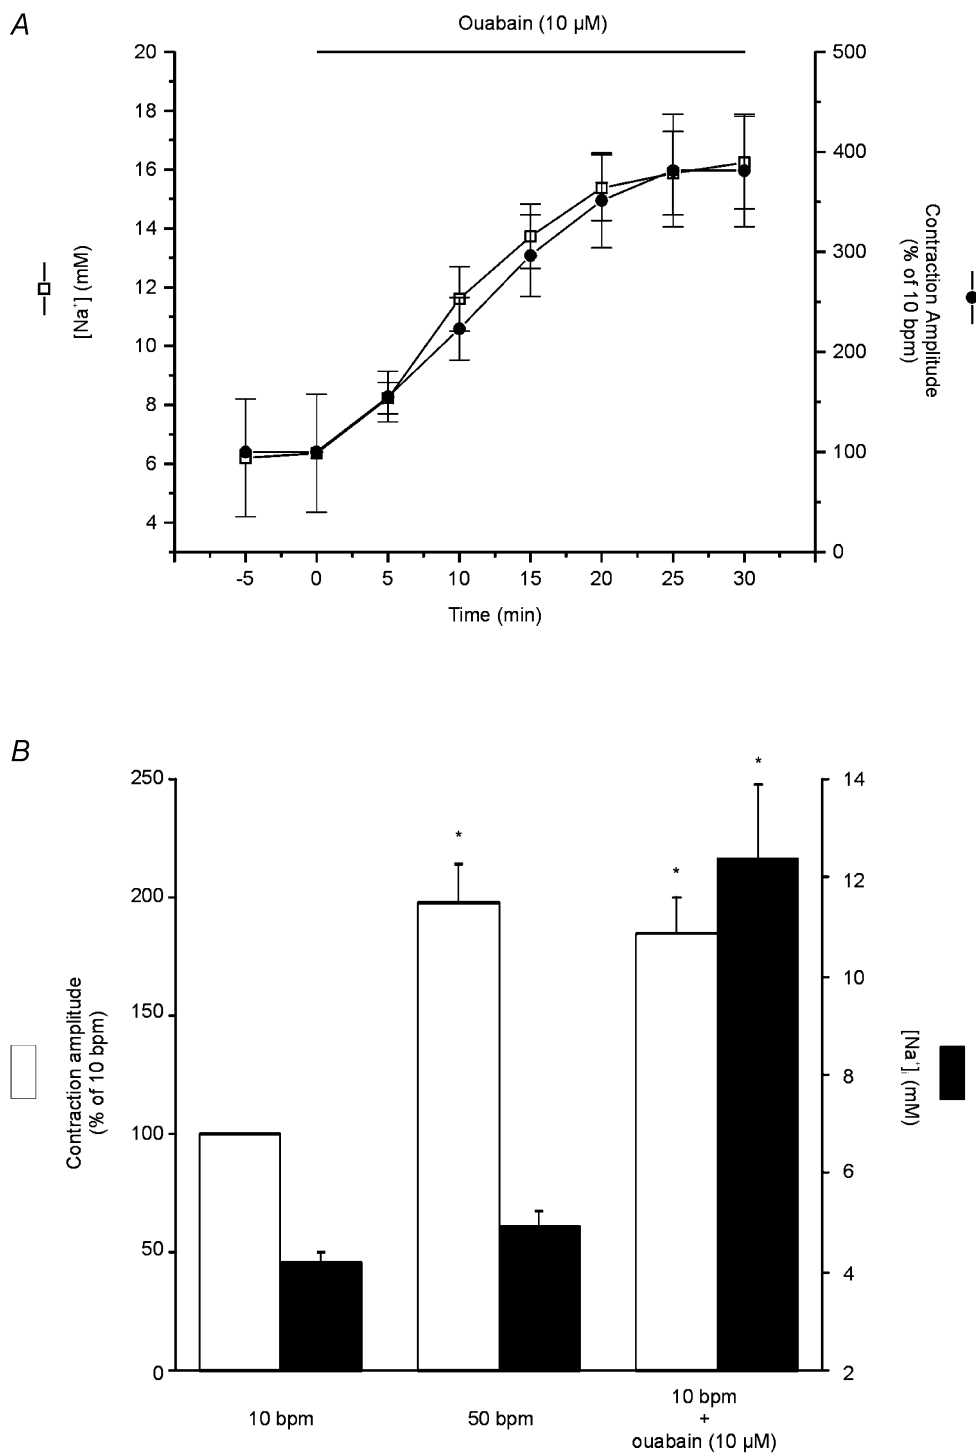 A
Ouabain (10 µM)
20
18
16
14
12
10
8
6
4
[Na+] (mM)
500
400
300
200
100
0
Contraction Amplitude
(% of 10 bpm)
-5 0 5 10 15 20 25 30
Time (min)
B
250
200
150
100
50
0
Contraction amplitude
(% of 10 bpm)
*
*
*
14
12
10
8
6
4
2
[Na+]i (mM)
10 bpm
50 bpm
10 bpm
+
ouabain (10 µM)